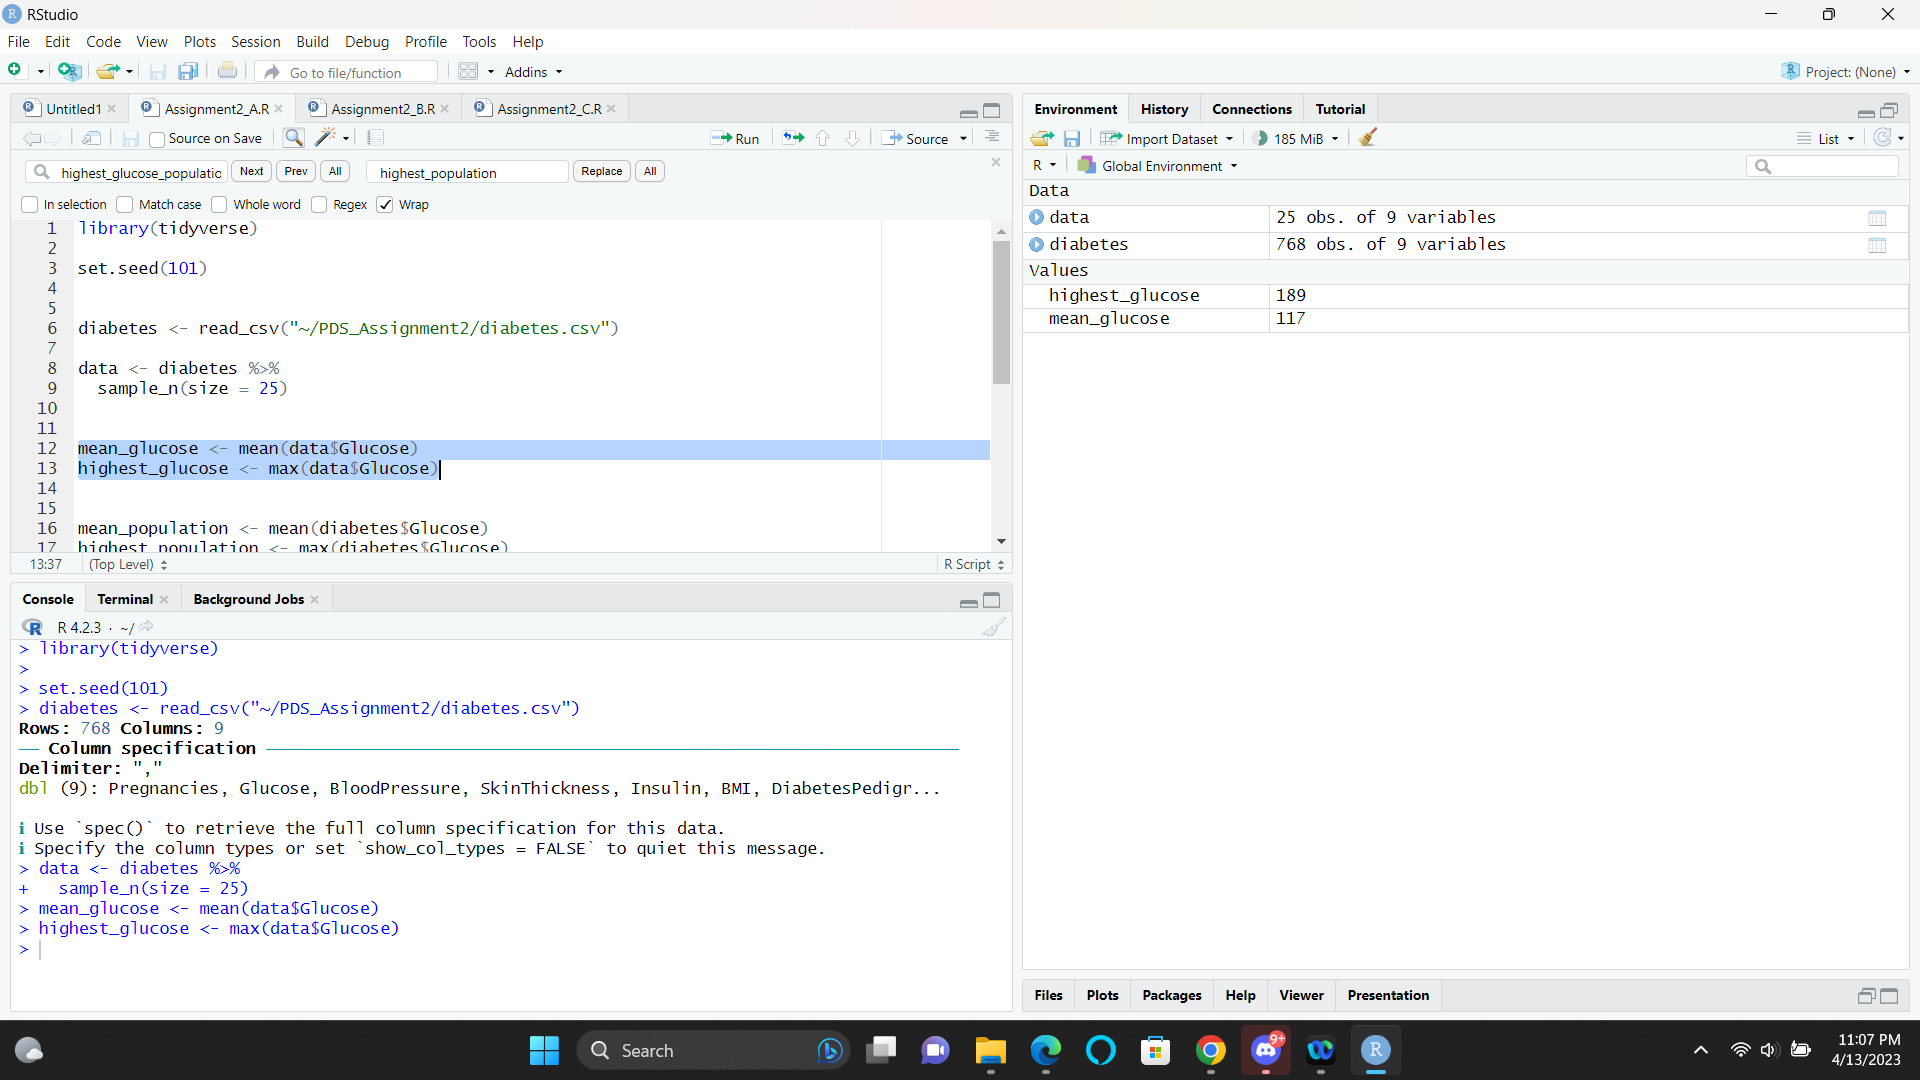 RStudio
File Edit Code View Plots Session Build Debug Profile Tools Help
Go to file/function Addins Project: (None)
Untitled1 Assignment2_A.R Assignment2_B.R Assignment2_C.R
Source on Save Run Source
highest_glucose_populatio Next Prev All highest_population Replace All
In selection Match case Whole word Regex Wrap
1 library(tidyverse)
2
3 set.seed(101)
4
5
6 diabetes <- read_csv("~/PDS_Assignment2/diabetes.csv")
7
8 data <- diabetes %>%
9 sample_n(size = 25)
10
11
12 mean_glucose <- mean(data$Glucose)
13 highest_glucose <- max(data$Glucose)
14
15
16 mean_population <- mean(diabetes$Glucose)
17 highest_population <- max(diabetes$Glucose)
13:37 (Top Level) R Script
Console Terminal Background Jobs
R 4.2.3 · ~/
> library(tidyverse)
>
> set.seed(101)
> diabetes <- read_csv("~/PDS_Assignment2/diabetes.csv")
Rows: 768 Columns: 9
── Column specification ──
Delimiter: ","
dbl (9): Pregnancies, Glucose, BloodPressure, SkinThickness, Insulin, BMI, DiabetesPedigr...
i Use `spec()` to retrieve the full column specification for this data.
i Specify the column types or set `show_col_types = FALSE` to quiet this message.
> data <- diabetes %>%
+ sample_n(size = 25)
> mean_glucose <- mean(data$Glucose)
> highest_glucose <- max(data$Glucose)
>
Environment History Connections Tutorial
Import Dataset 185 MiB List
R Global Environment
Data
data 25 obs. of 9 variables
diabetes 768 obs. of 9 variables
Values
highest_glucose 189
mean_glucose 117
Files Plots Packages Help Viewer Presentation
Search 9+ R 11:07 PM
4/13/2023